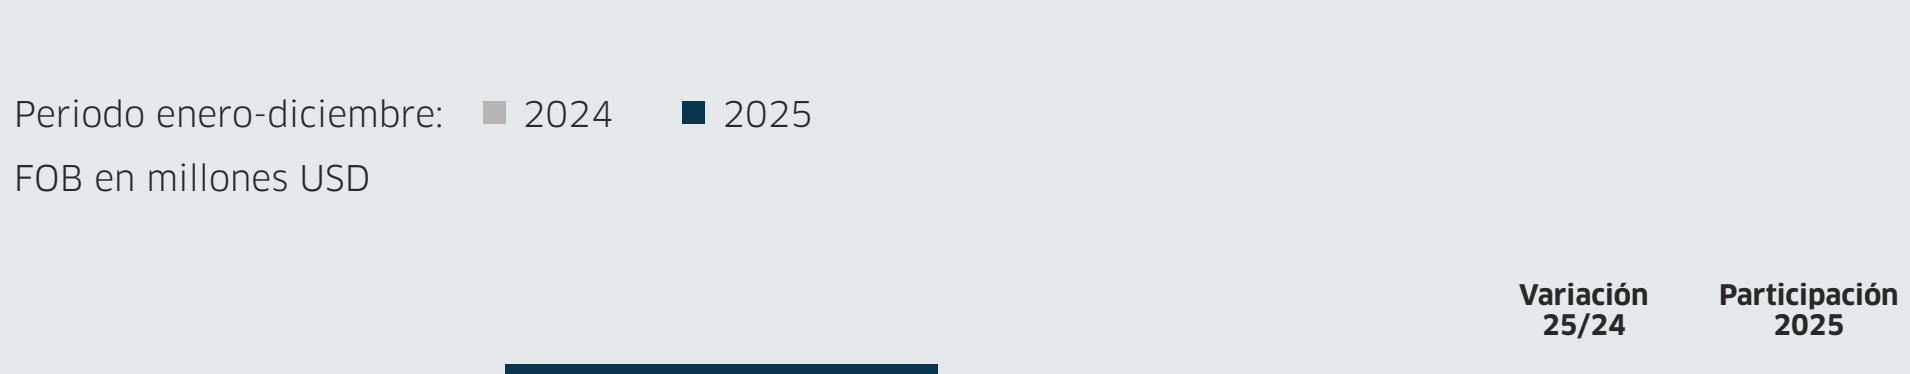 Periodo enero-diciembre: 2024 2025
FOB en millones USD
Variación Participación
25/24 2025